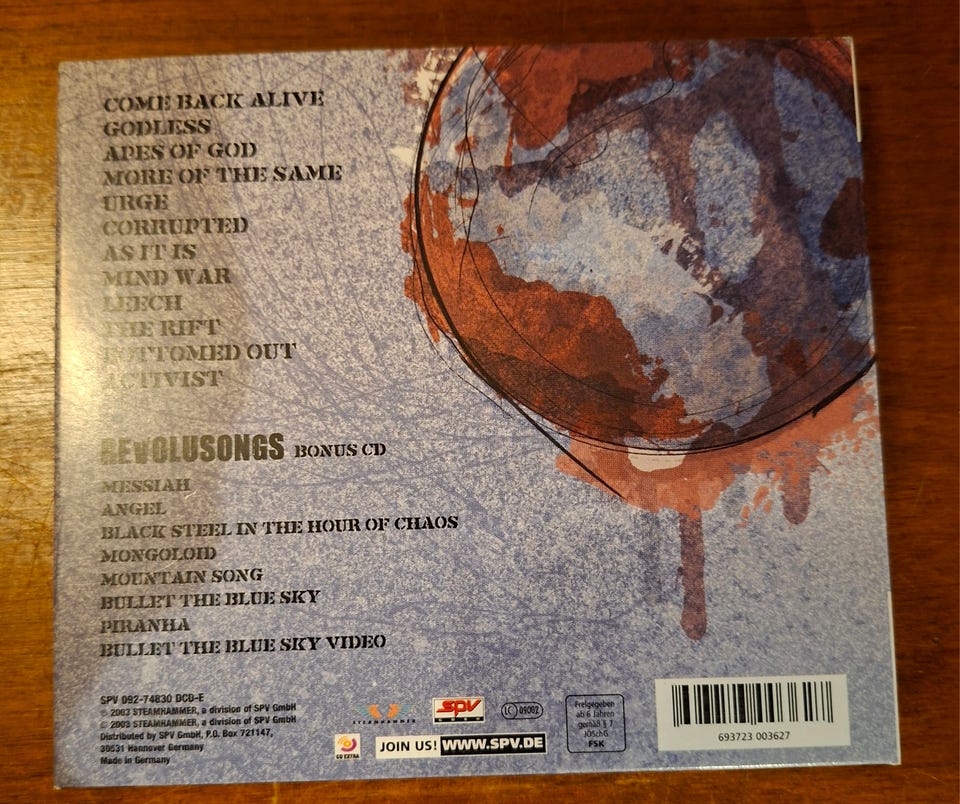 COME BACK ALIVE
GODLESS
APES OF GOD
MORE OF THE SAME
URGE
CORRUPTED
AS IT IS
MIND WAR
LEECH
THE RIFT
BOTTOMED OUT
ACTIVIST
REVOLUSONGS BONUS CD
MESSIAH
ANGEL
BLACK STEEL IN THE HOUR OF CHAOS
MONGOLOID
MOUNTAIN SONG
BULLET THE BLUE SKY
PIRANHA
BULLET THE BLUE SKY VIDEO
SPV 092-74830 DCD-E
℗ 2003 STEAMHAMMER, a division of SPV GmbH
© 2003 STEAMHAMMER, a division of SPV GmbH
Distributed by SPV GmbH, P.O. Box 721147,
30531 Hannover Germany
Made in Germany
STEAMHAMMER
SPV
LC 09002
CD EXTRA
JOIN US! WWW.SPV.DE
Freigegeben
ab 6 Jahren
gemäß § 7
JÖSchG
FSK
693723 003627